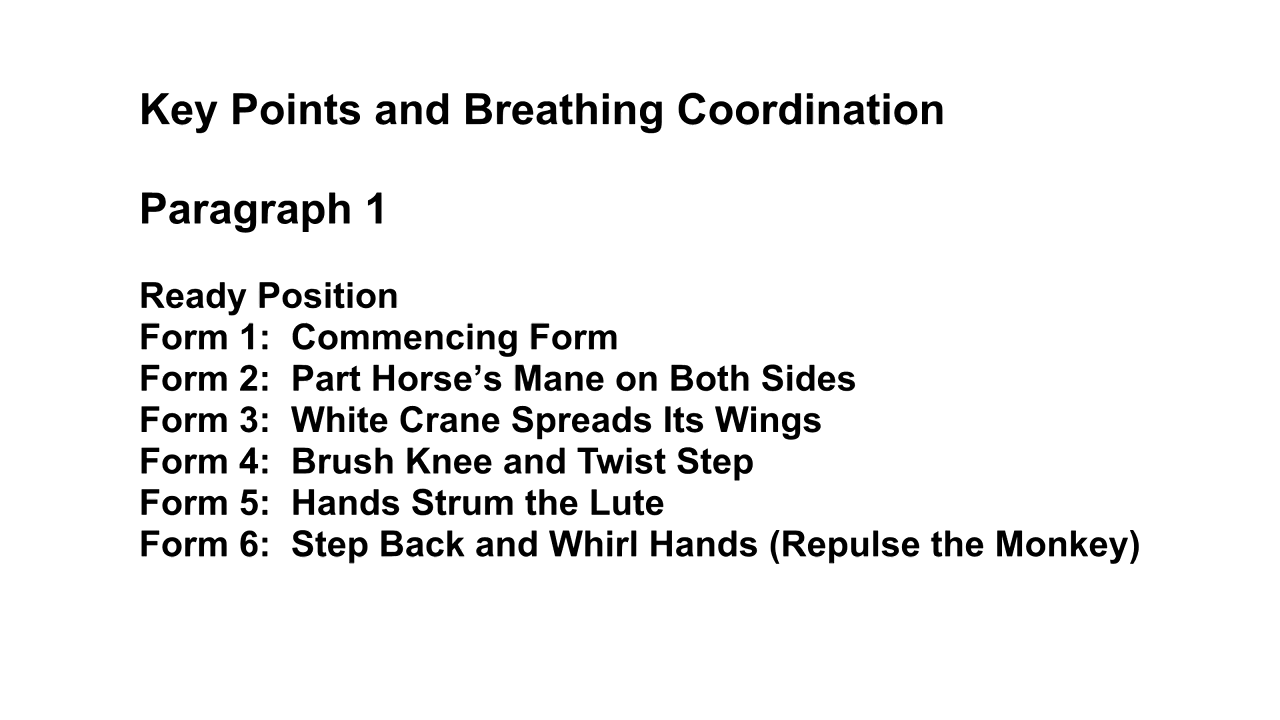 Key Points and Breathing Coordination
Paragraph 1
Ready Position
Form 1:  Commencing Form
Form 2:  Part Horse’s Mane on Both Sides
Form 3:  White Crane Spreads Its Wings
Form 4:  Brush Knee and Twist Step
Form 5:  Hands Strum the Lute
Form 6:  Step Back and Whirl Hands (Repulse the Monkey)